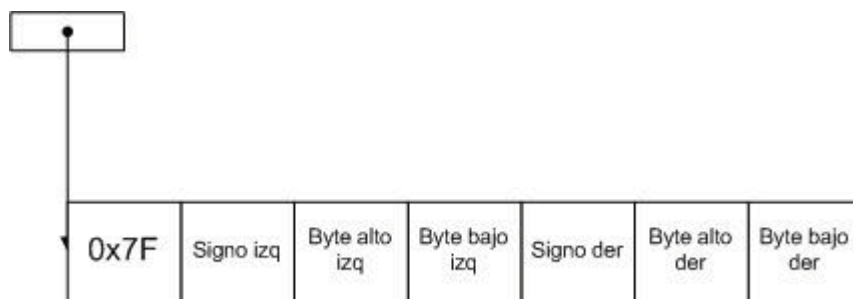 0x7F
Signo izq
Byte alto
izq
Byte bajo
izq
Signo der
Byte alto
der
Byte bajo
der